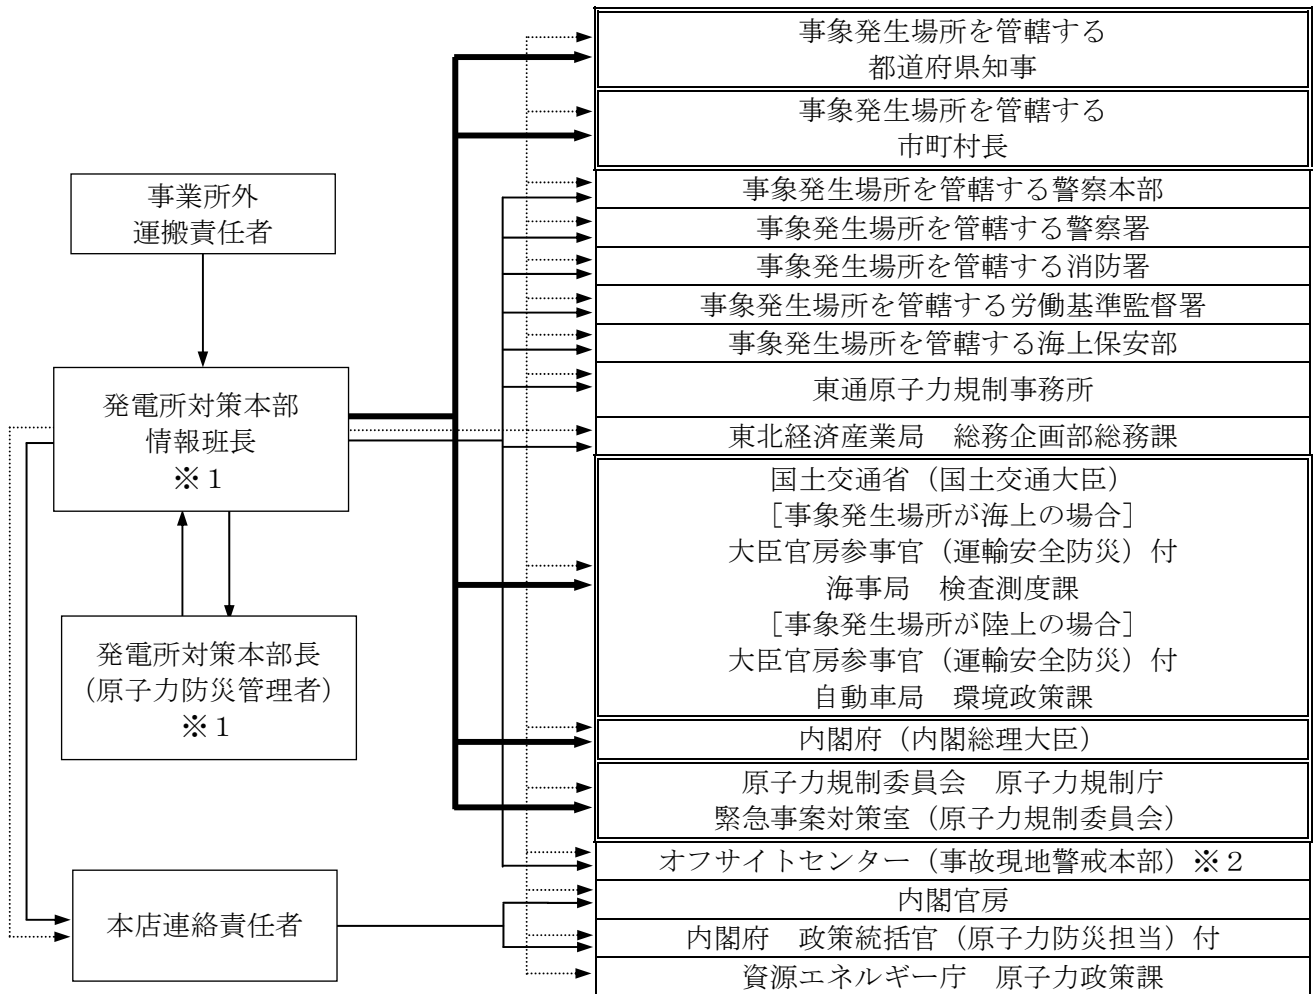 事業所外
運搬責任者
発電所対策本部
情報班長
※１
発電所対策本部長
（原子力防災管理者）
※１
本店連絡責任者
事象発生場所を管轄する
都道府県知事
事象発生場所を管轄する
市町村長
事象発生場所を管轄する警察本部
事象発生場所を管轄する警察署
事象発生場所を管轄する消防署
事象発生場所を管轄する労働基準監督署
事象発生場所を管轄する海上保安部
東通原子力規制事務所
東北経済産業局　総務企画部総務課
国土交通省（国土交通大臣）
［事象発生場所が海上の場合］
大臣官房参事官（運輸安全防災）付
海事局　検査測度課
［事象発生場所が陸上の場合］
大臣官房参事官（運輸安全防災）付
自動車局　環境政策課
内閣府（内閣総理大臣）
原子力規制委員会　原子力規制庁
緊急事案対策室（原子力規制委員会）
オフサイトセンター（事故現地警戒本部）※２
内閣官房
内閣府　政策統括官（原子力防災担当）付
資源エネルギー庁　原子力政策課